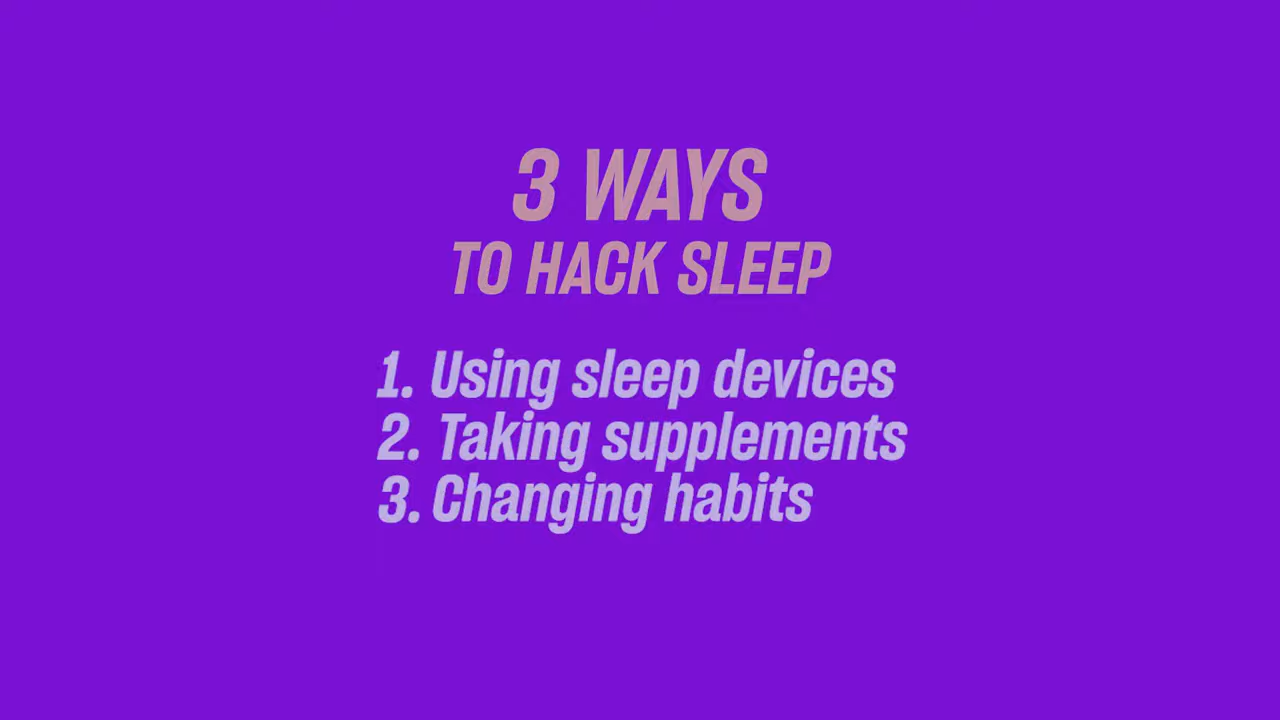 3 WAYS
TO HACK SLEEP
1. Using sleep devices
2. Taking supplements
3. Changing habits